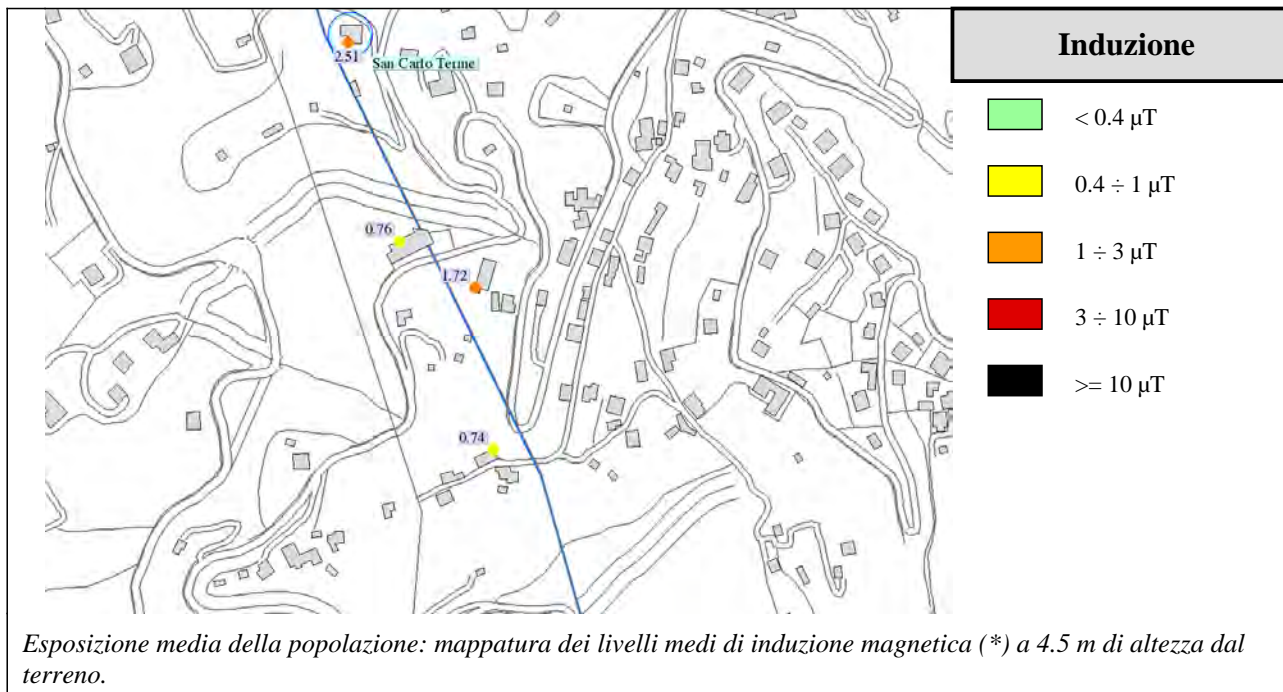 2.51
San Carlo Terme
0.76
1.72
0.74
Induzione
< 0.4 µT
0.4 ÷ 1 µT
1 ÷ 3 µT
3 ÷ 10 µT
>= 10 µT
Esposizione media della popolazione: mappatura dei livelli medi di induzione magnetica (*) a 4.5 m di altezza dal
terreno.